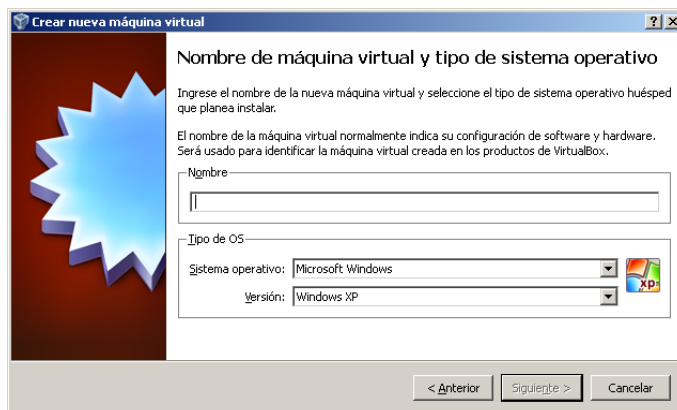 Crear nueva máquina virtual
Nombre de máquina virtual y tipo de sistema operativo
Ingrese el nombre de la nueva máquina virtual y seleccione el tipo de sistema operativo huésped
que planea instalar.
El nombre de la máquina virtual normalmente indica su configuración de software y hardware.
Será usado para identificar la máquina virtual creada en los productos de VirtualBox.
Nombre
Tipo de OS
Sistema operativo: Microsoft Windows
Versión: Windows XP
xp
< Anterior Siguiente > Cancelar